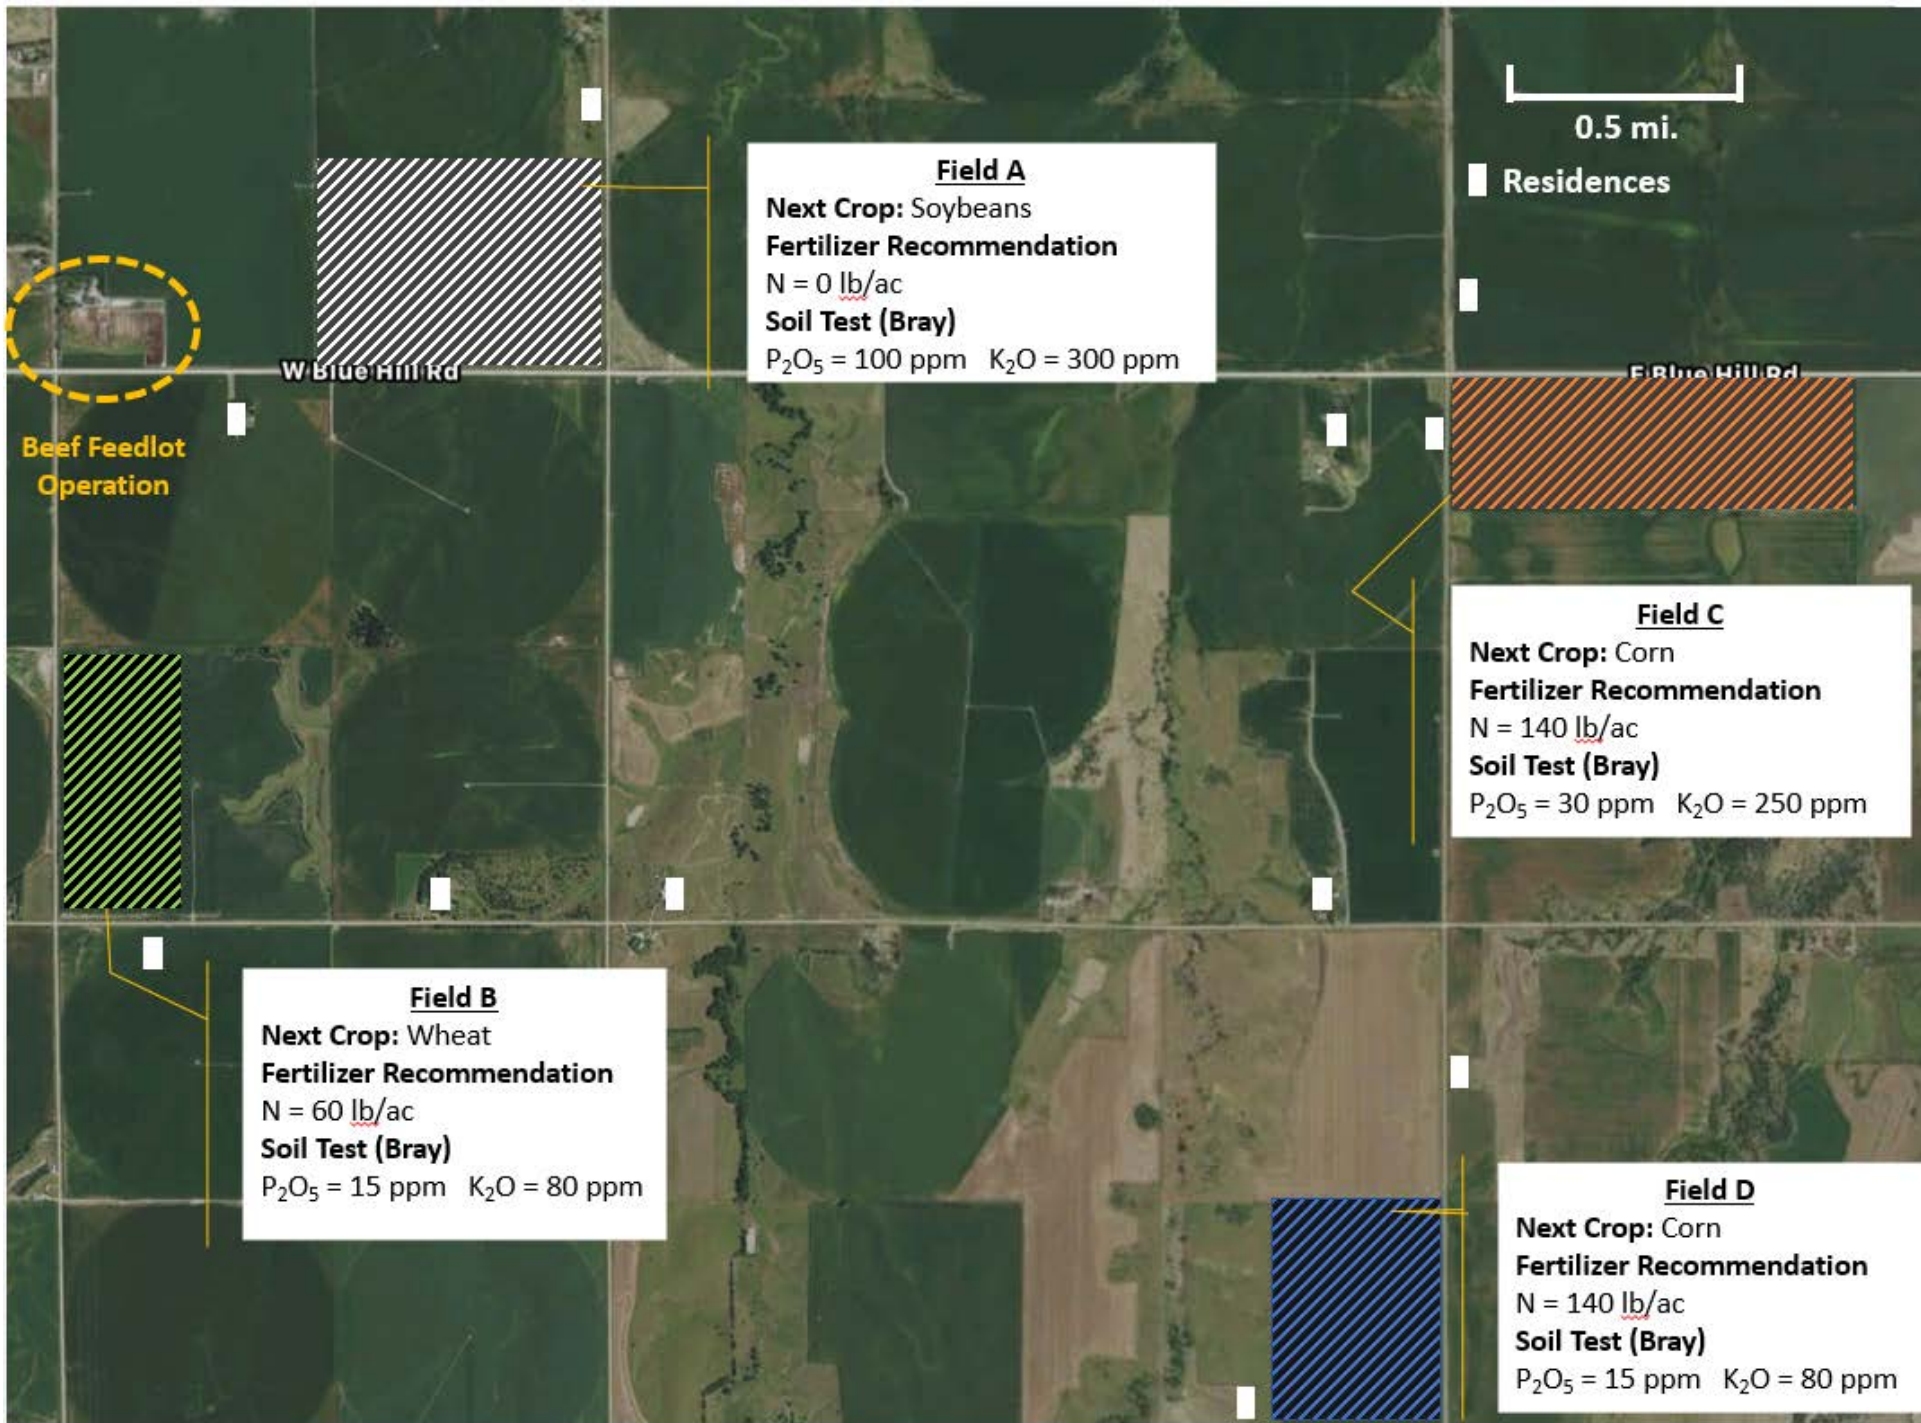 0.5 mi.
Residences
Field A
Next Crop: Soybeans
Fertilizer Recommendation
N = 0 lb/ac
Soil Test (Bray)
P₂O₅ = 100 ppm K₂O = 300 ppm
W Blue Hill Rd
E Blue Hill Rd
Beef Feedlot
Operation
Field C
Next Crop: Corn
Fertilizer Recommendation
N = 140 lb/ac
Soil Test (Bray)
P₂O₅ = 30 ppm K₂O = 250 ppm
Field B
Next Crop: Wheat
Fertilizer Recommendation
N = 60 lb/ac
Soil Test (Bray)
P₂O₅ = 15 ppm K₂O = 80 ppm
Field D
Next Crop: Corn
Fertilizer Recommendation
N = 140 lb/ac
Soil Test (Bray)
P₂O₅ = 15 ppm K₂O = 80 ppm